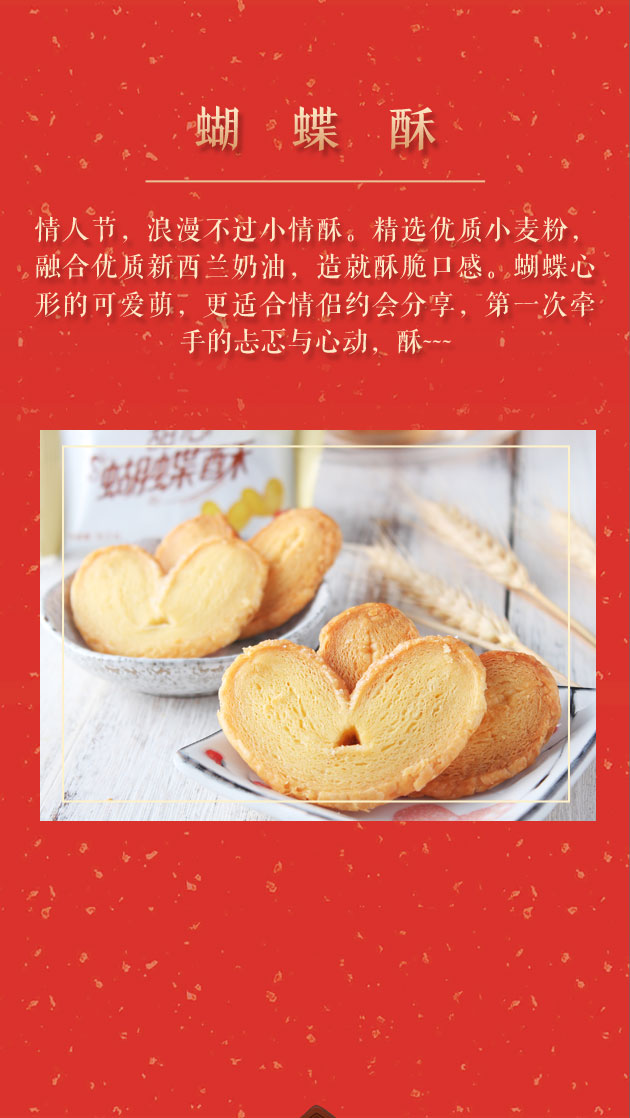 蝴蝶酥
情人节，浪漫不过小情酥。精选优质小麦粉，
融合优质新西兰奶油，造就酥脆口感。蝴蝶心
形的可爱萌，更适合情侣约会分享，第一次牵
手的忐忑与心动，酥~~~
蝴蝶酥